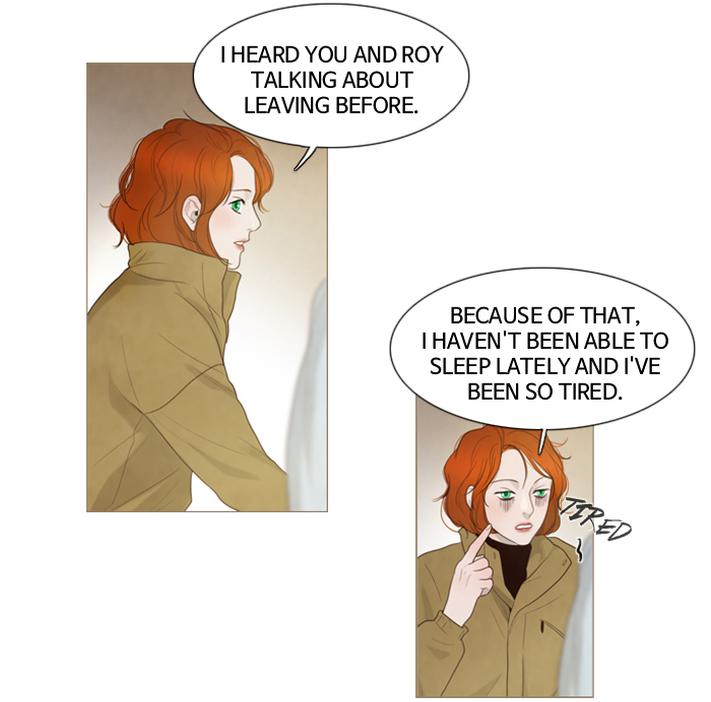 I HEARD YOU AND ROY
TALKING ABOUT
LEAVING BEFORE.
BECAUSE OF THAT,
I HAVEN'T BEEN ABLE TO
SLEEP LATELY AND I'VE
BEEN SO TIRED.
TIRED